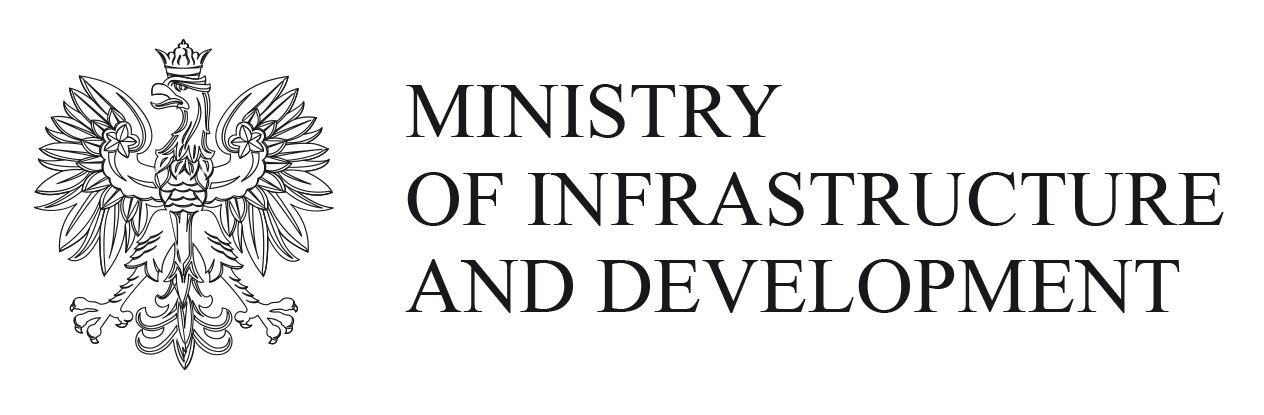 MINISTRY
OF INFRASTRUCTURE
AND DEVELOPMENT